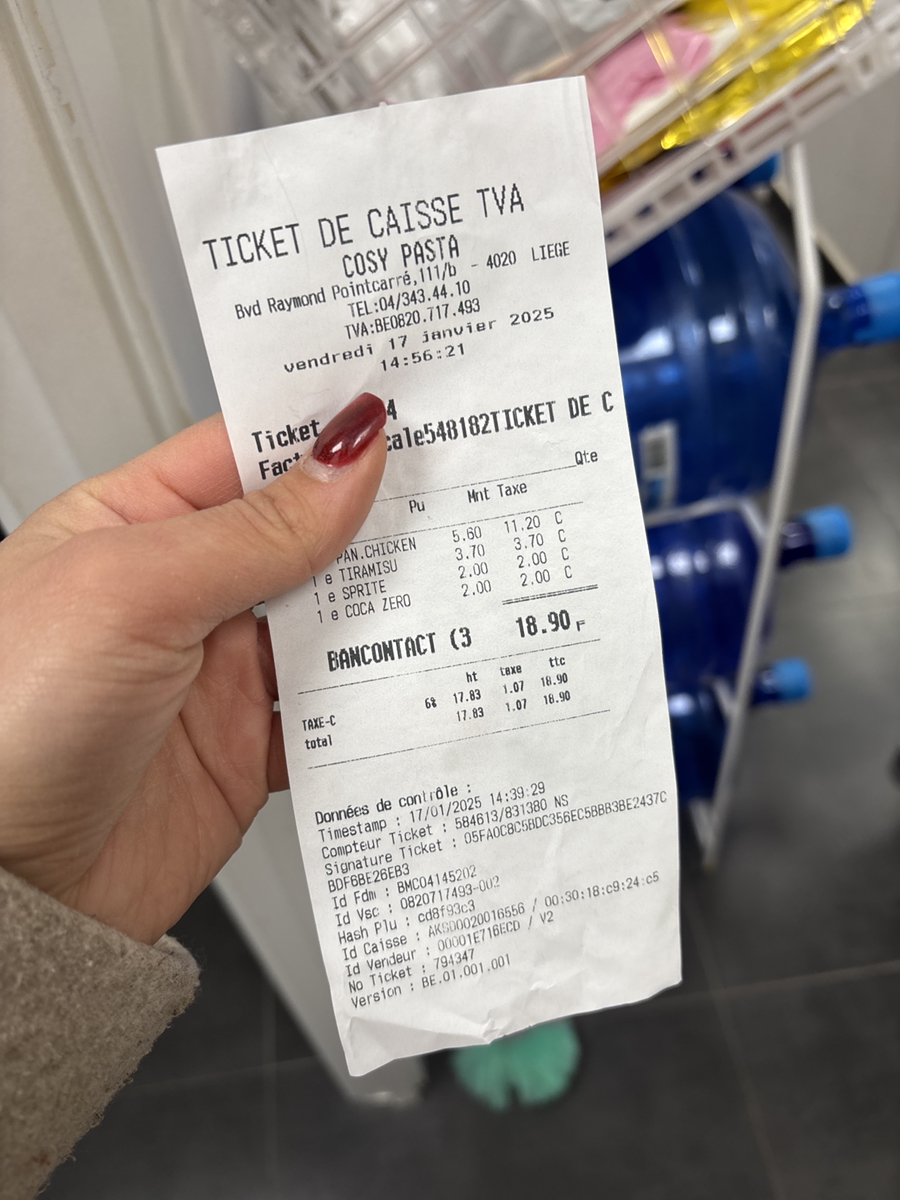 TICKET DE CAISSE TVA
COSY PASTA
Bvd Raymond Pointcarré,111/b - 4020 LIEGE
TEL:04/343.44.10
TVA:BE0820.717.493
vendredi 17 janvier 2025
14:56:21
Ticket 4
548182TICKET DE C
Qte
Pu Mnt Taxe
PAN.CHICKEN 5.60 11.20 C
1 e TIRAMISU 3.70 3.70 C
1 e SPRITE 2.00 2.00 C
1 e COCA ZERO 2.00 2.00 C
BANCONTACT (3 18.90 F
ht taxe ttc
TAXE-C 6% 17.83 1.07 18.90
total 17.83 1.07 18.90
Données de contrôle :
Timestamp : 17/01/2025 14:39:29
Compteur Ticket : 584613/831380 NS
Signature Ticket : 05FA0C8C5BDC356EC5BBB3BE2437C
BDF6BE26EB3
Id Fdm : BMC04145202
Id Vsc : 0820717493-002
Hash Plu : cd8f93c3
Id Caisse : AKSD0020016556 / 00:30:18:c9:24:c5
Id Vendeur : 00001E716ECD / V2
No Ticket : 794347
Version : BE.01.001.001